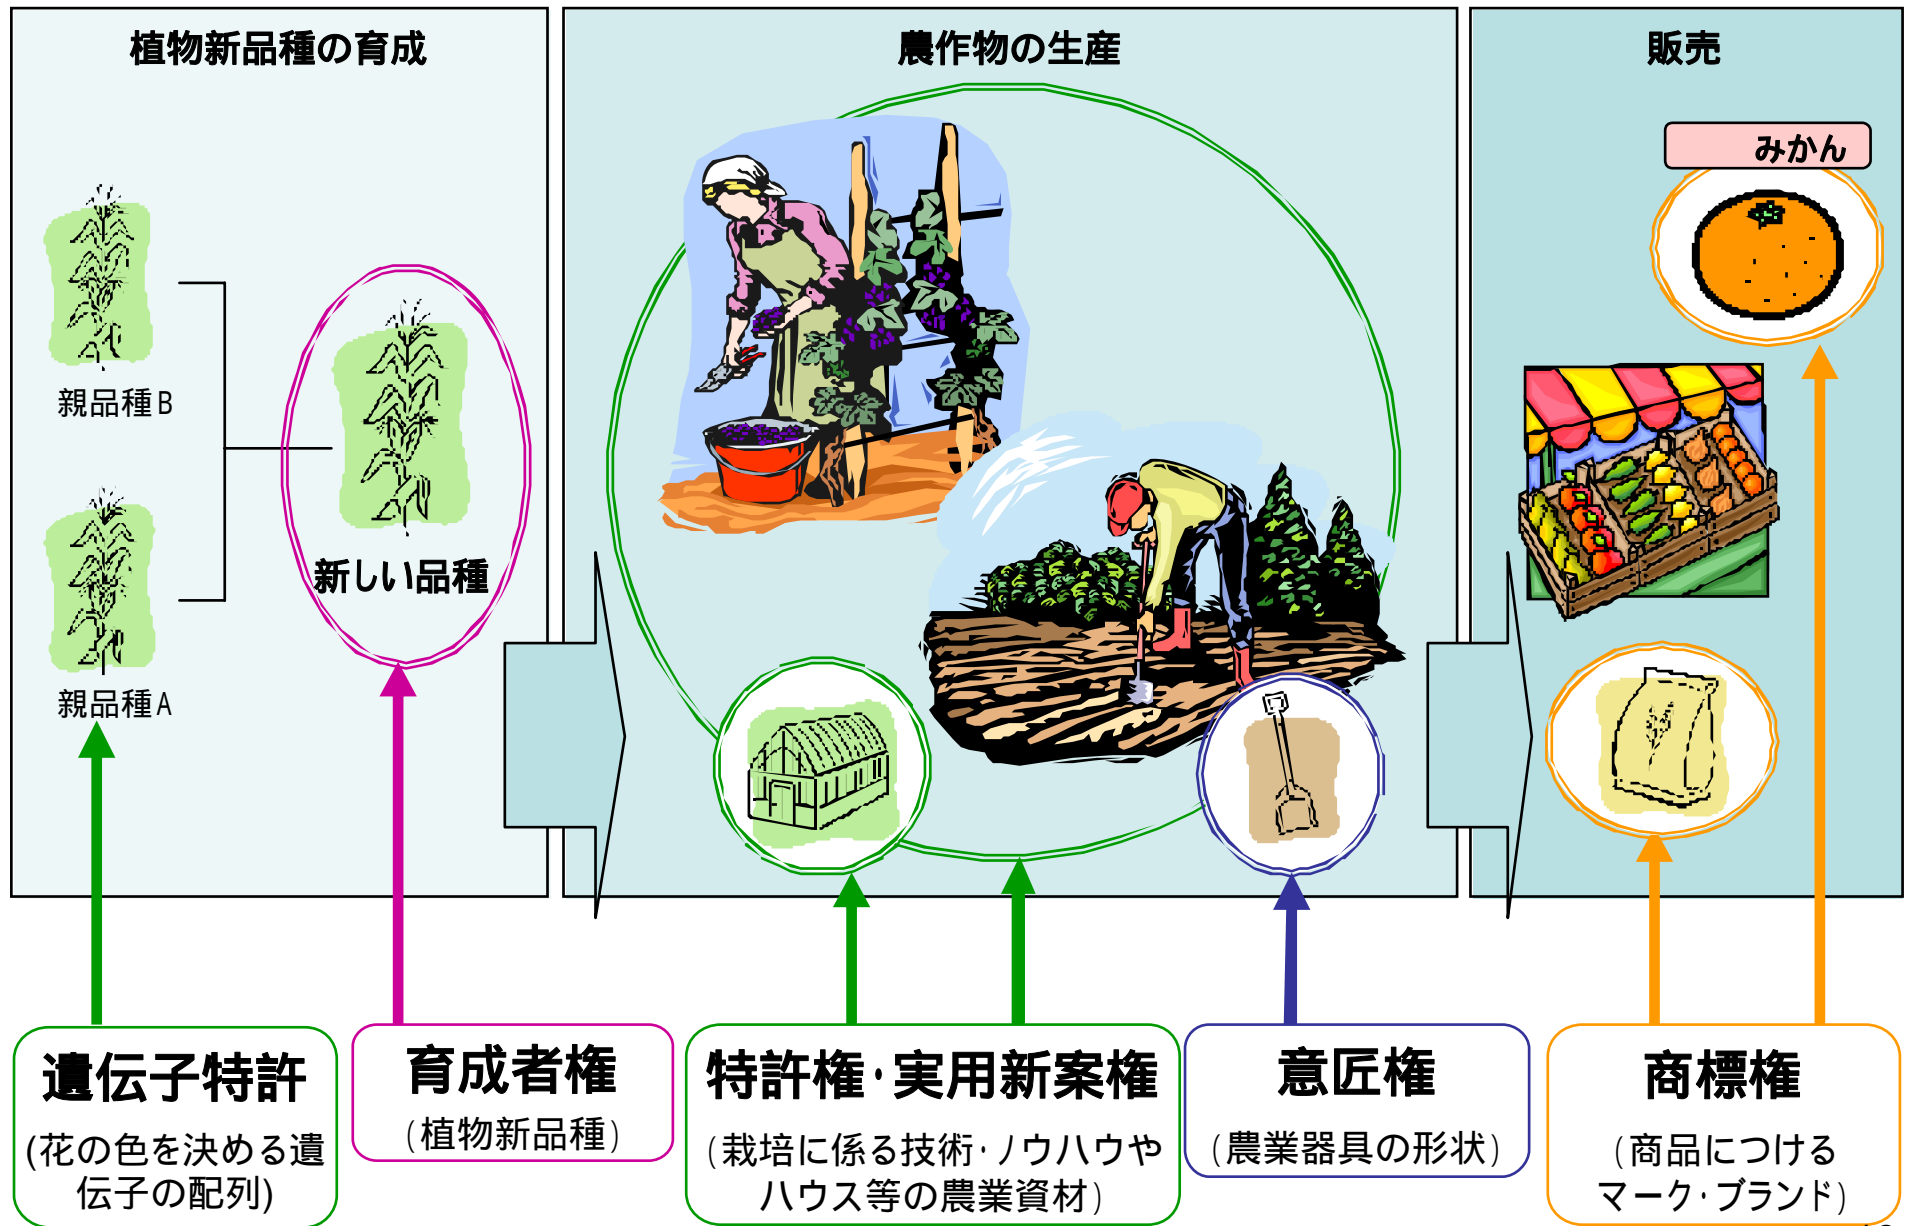 植物新品種の育成
農作物の生産
販売
みかん
親品種B
新しい品種
親品種A
遺伝子特許
(花の色を決める遺
伝子の配列)
育成者権
(植物新品種)
特許権・実用新案権
(栽培に係る技術・ノウハウや
ハウス等の農業資材)
意匠権
(農業器具の形状)
商標権
(商品につける
マーク・ブランド)